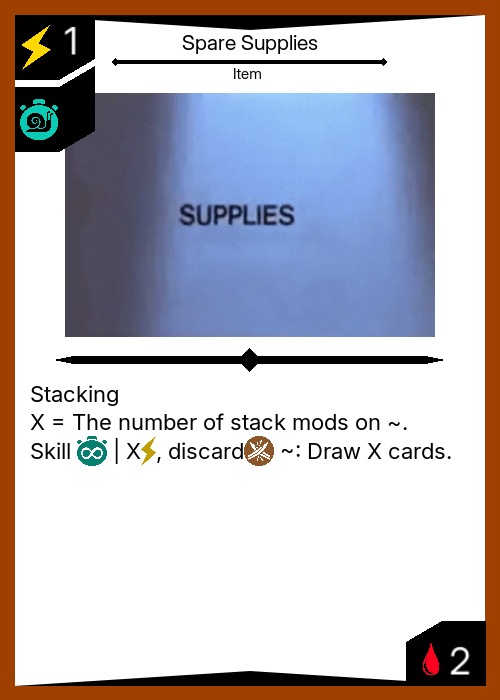 1
Spare Supplies
Item
SUPPLIES
Stacking
X = The number of stack mods on ~.
Skill | X, discard ~: Draw X cards.
2